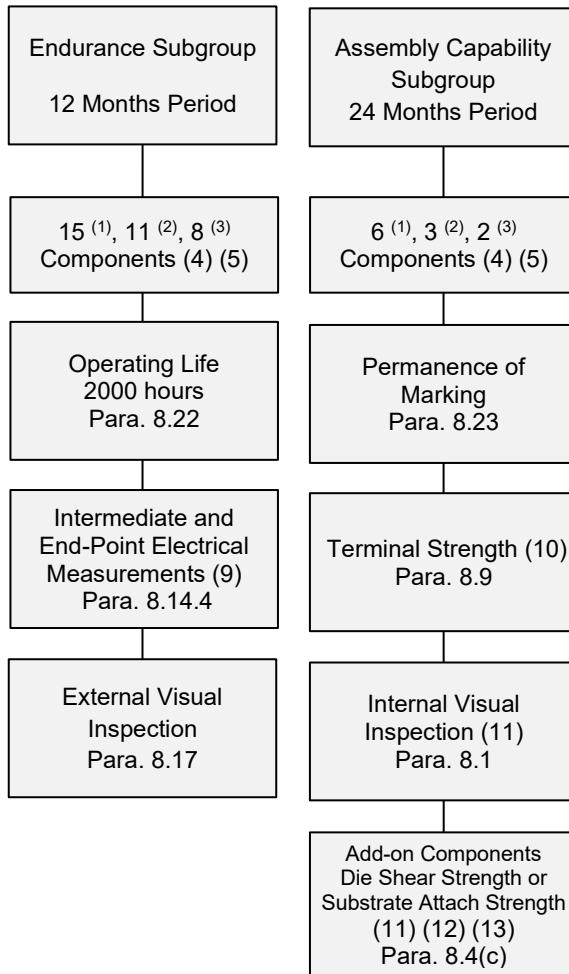 Endurance Subgroup
12 Months Period
15 (1), 11 (2), 8 (3)
Components (4) (5)
Operating Life
2000 hours
Para. 8.22
Intermediate and
End-Point Electrical
Measurements (9)
Para. 8.14.4
External Visual
Inspection
Para. 8.17
Assembly Capability
Subgroup
24 Months Period
6 (1), 3 (2), 2 (3)
Components (4) (5)
Permanence of
Marking
Para. 8.23
Terminal Strength (10)
Para. 8.9
Internal Visual
Inspection (11)
Para. 8.1
Add-on Components
Die Shear Strength or
Substrate Attach Strength
(11) (12) (13)
Para. 8.4(c)